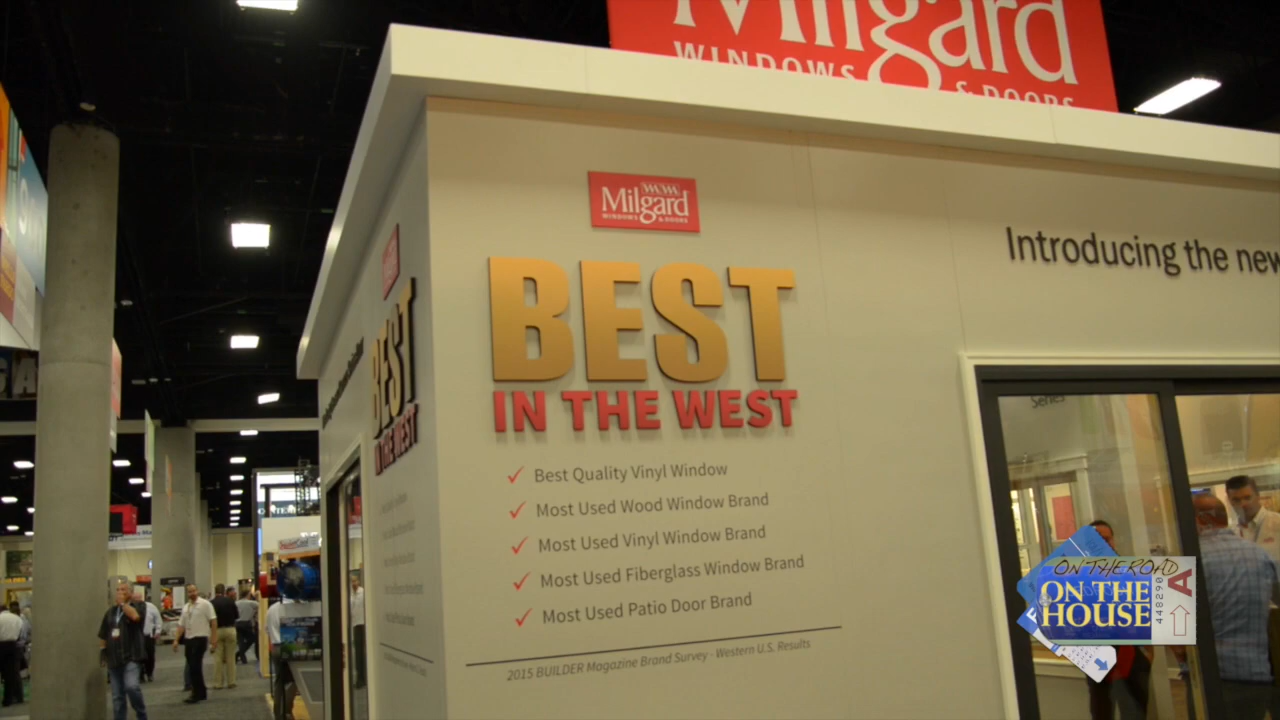 Milgard
WINDOWS & DOORS
Milgard
WINDOWS & DOORS
BEST
IN THE WEST
✓ Best Quality Vinyl Window
✓ Most Used Wood Window Brand
✓ Most Used Vinyl Window Brand
✓ Most Used Fiberglass Window Brand
✓ Most Used Patio Door Brand
2015 BUILDER Magazine Brand Survey - Western U.S. Results
Introducing the new
Series
BEST
IN THE WEST
ON THE ROAD
ON THE
HOUSE
A